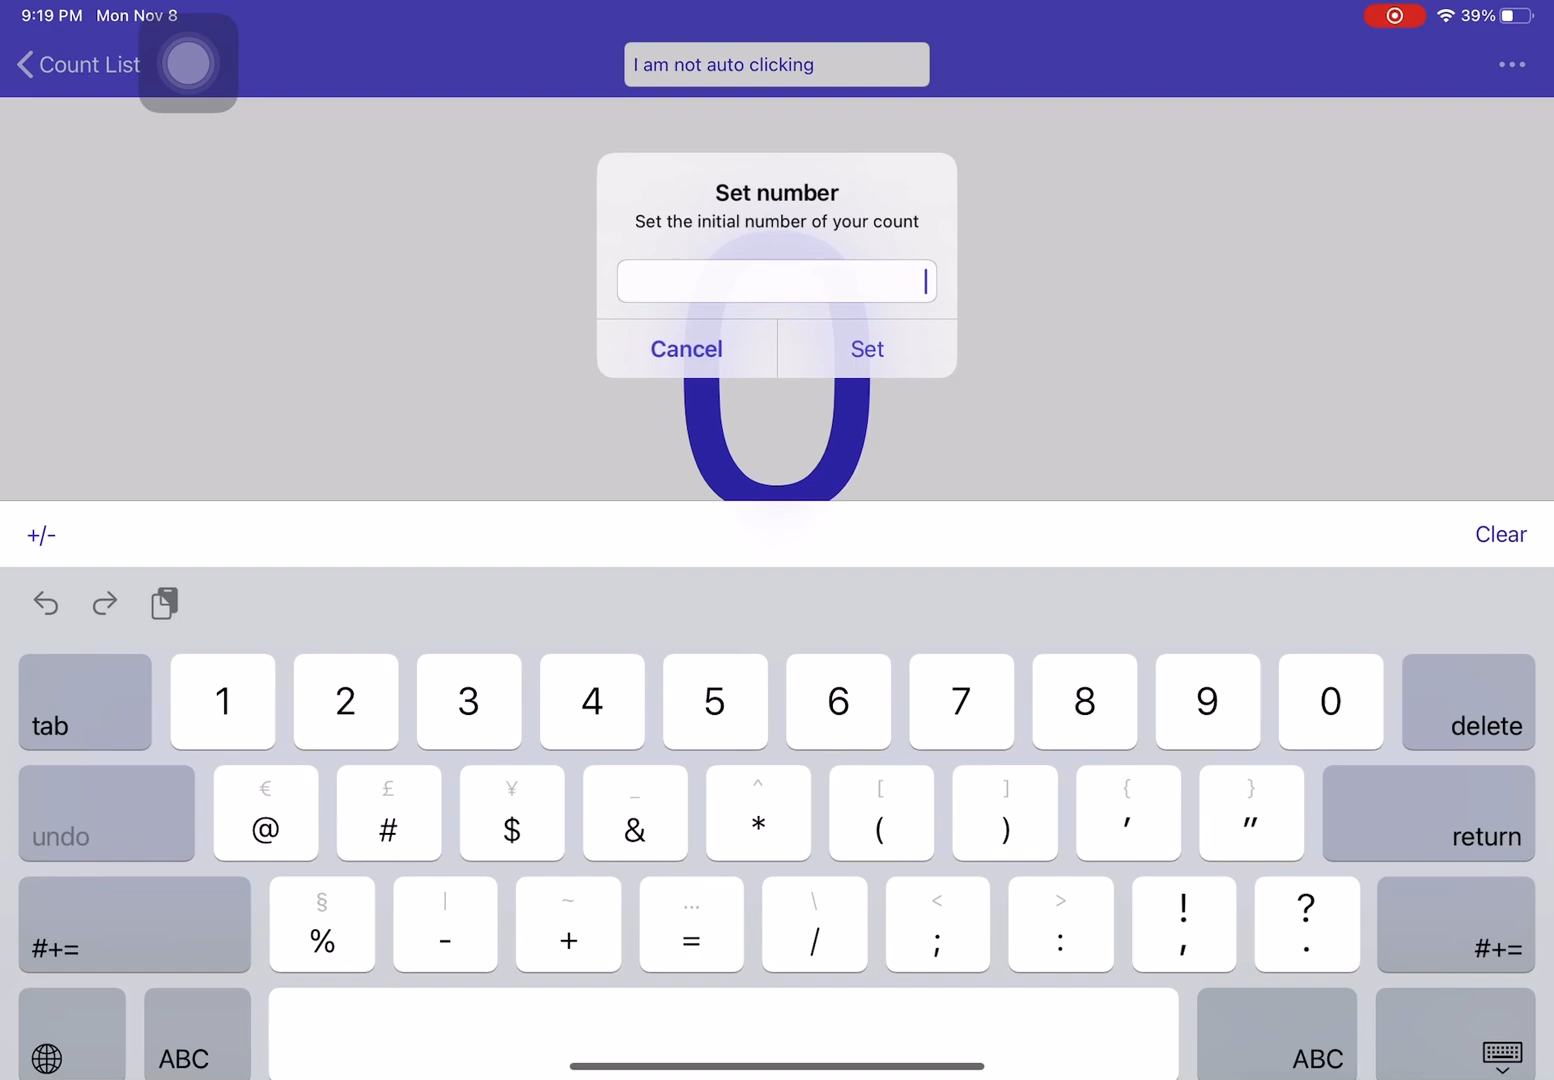 9:19 PM Mon Nov 8
39%
Count List
I am not auto clicking
Set number
Set the initial number of your count
Cancel
Set
0
+/-
Clear
tab 1 2 3 4 5 6 7 8 9 0 delete
€ £ ¥ _ ^ [ ] { }
undo @ # $ & * ( ) ' " return
§ | ~ … \ < > ! ?
#+= % - + = / ; : , . #+=
ABC ABC